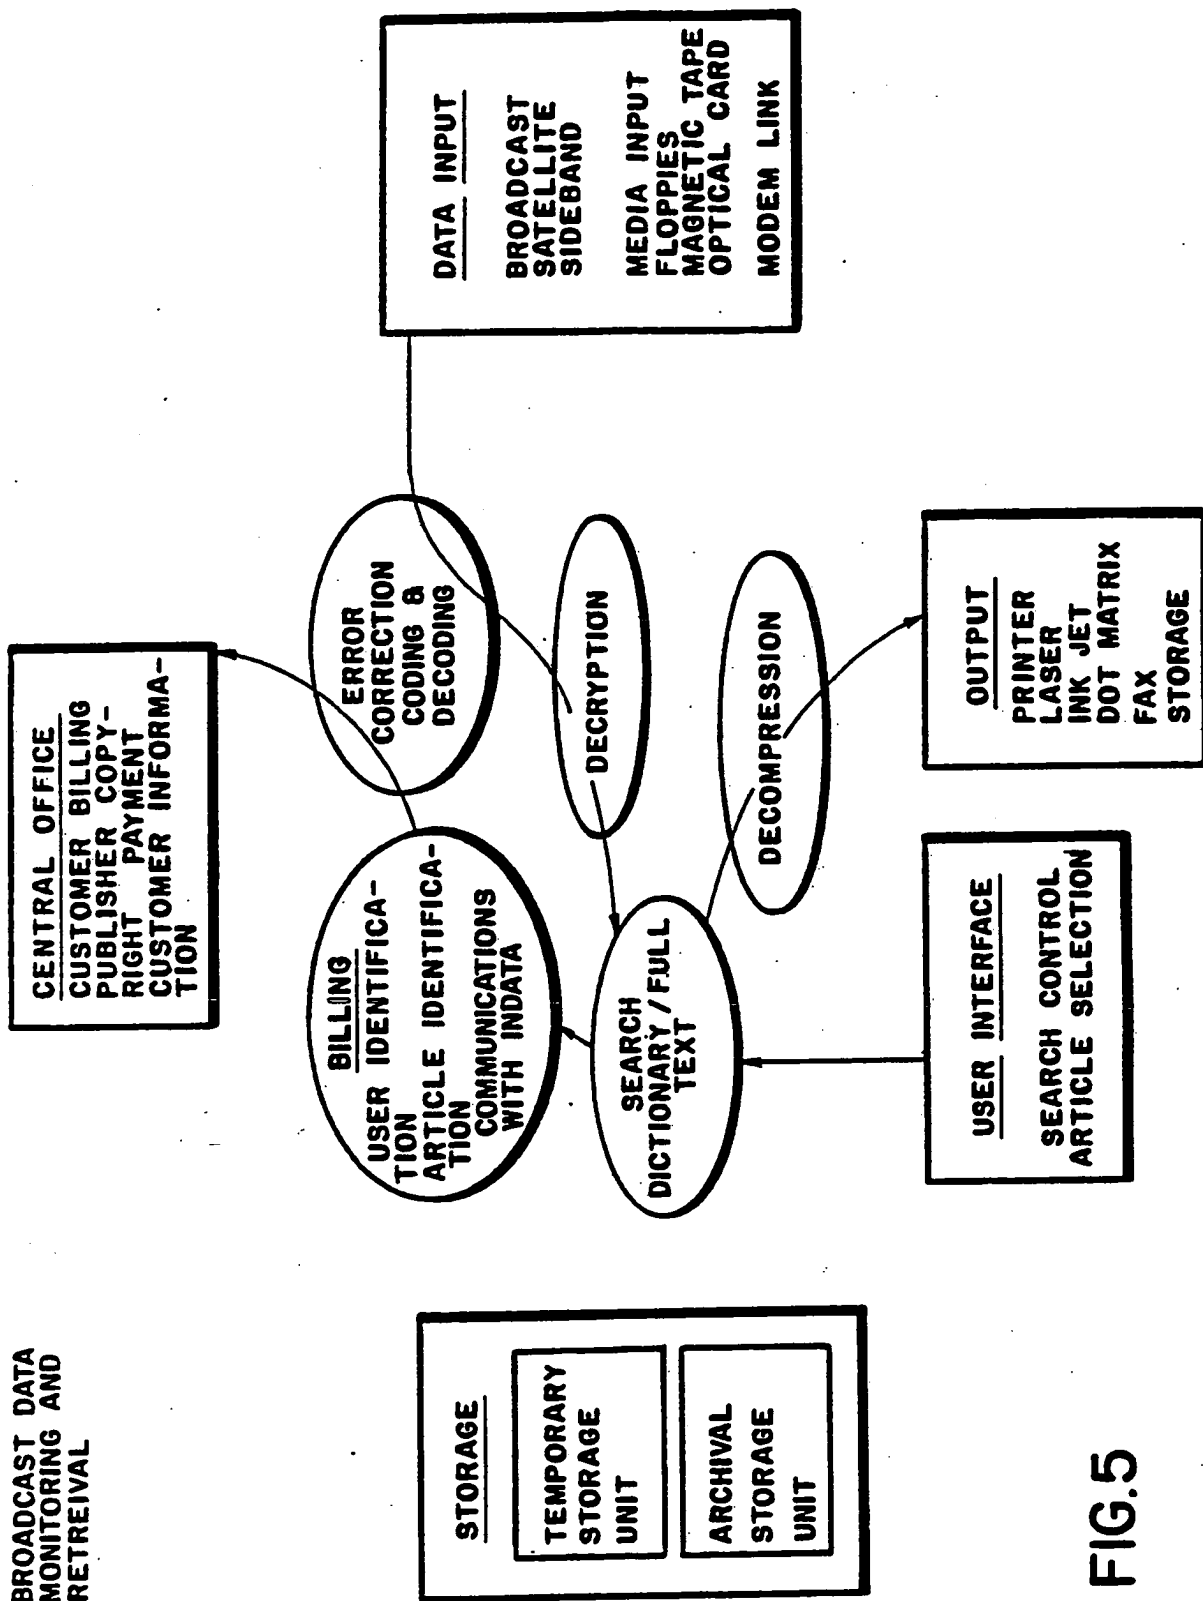 BROADCAST DATA
MONITORING AND
RETREIVAL
CENTRAL OFFICE
CUSTOMER BILLING
PUBLISHER COPY-
RIGHT PAYMENT
CUSTOMER INFORMA-
TION
BILLING
USER IDENTIFICA-
TION
ARTICLE IDENTIFICA-
TION
COMMUNICATIONS
WITH INDATA
ERROR
CORRECTION
CODING &
DECODING
DATA INPUT
BROADCAST
SATELLITE
SIDEBAND
MEDIA INPUT
FLOPPIES
MAGNETIC TAPE
OPTICAL CARD
MODEM LINK
STORAGE
TEMPORARY
STORAGE
UNIT
ARCHIVAL
STORAGE
UNIT
SEARCH
DICTIONARY/FULL
TEXT
DECRYPTION
DECOMPRESSION
USER INTERFACE
SEARCH CONTROL
ARTICLE SELECTION
OUTPUT
PRINTER
LASER
INK JET
DOT MATRIX
FAX
STORAGE
FIG.5